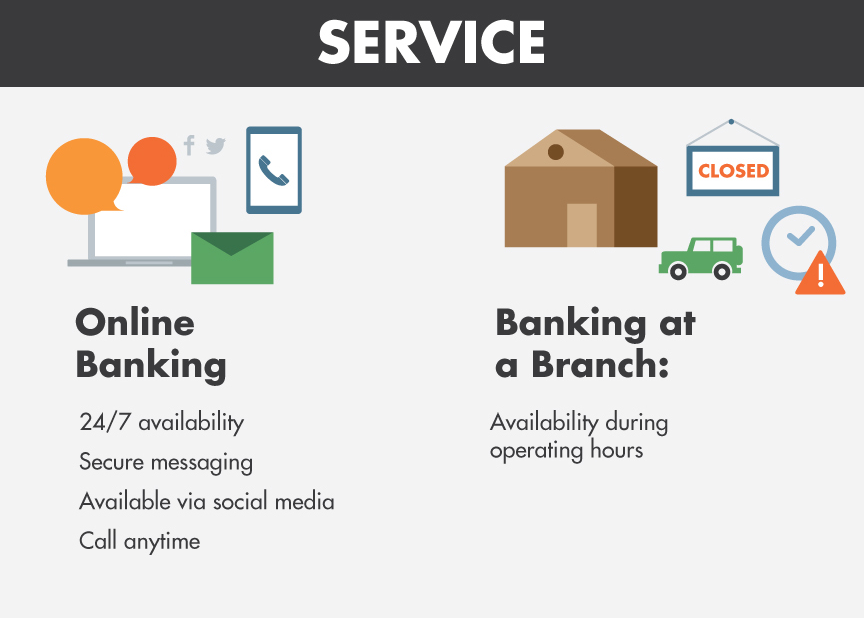 SERVICE
Online
Banking
24/7 availability
Secure messaging
Available via social media
Call anytime
CLOSED
Banking at
a Branch:
Availability during
operating hours